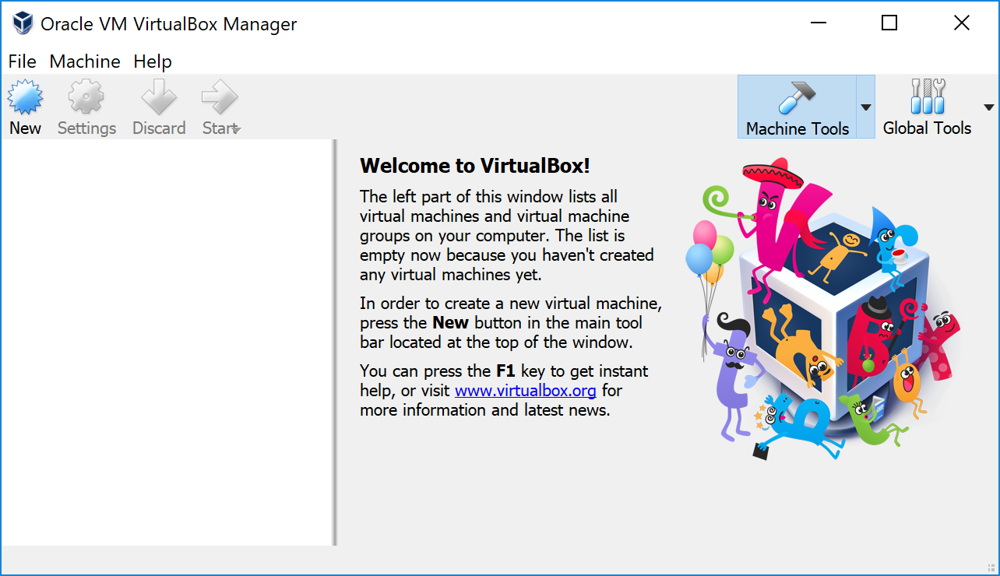 Oracle VM VirtualBox Manager
File Machine Help
New Settings Discard Start Machine Tools Global Tools
Welcome to VirtualBox!
The left part of this window lists all
virtual machines and virtual machine
groups on your computer. The list is
empty now because you haven't created
any virtual machines yet.
In order to create a new virtual machine,
press the New button in the main tool
bar located at the top of the window.
You can press the F1 key to get instant
help, or visit www.virtualbox.org for
more information and latest news.